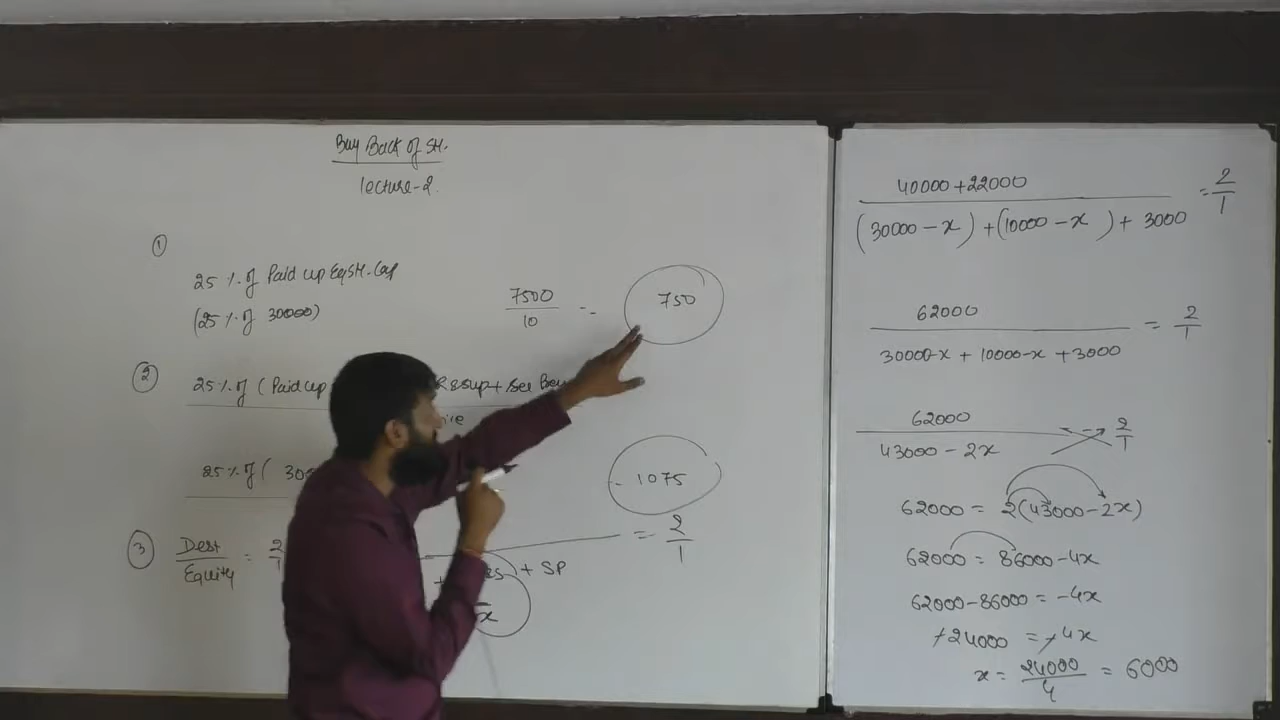 Buy Back of SH.
lecture-2.
①
25 % of Paid up Eq SH. Cap
(25 % of 30000)
7500
10
=
750
②
25 % of (Paid up
+
25 % of ( 300
1075
③
Debt
Equity
=
2
+ SP
x
=
2
1
40000 + 22000
(30000 - x) + (10000 - x) + 3000
=
2
1
62000
30000-x + 10000-x + 3000
=
2
1
62000
43000 - 2x
2
1
62000 = 2(43000-2x)
62000 = 86000-4x
62000-86000 = -4x
-24000 = -4x
x = 24000
4
= 6000